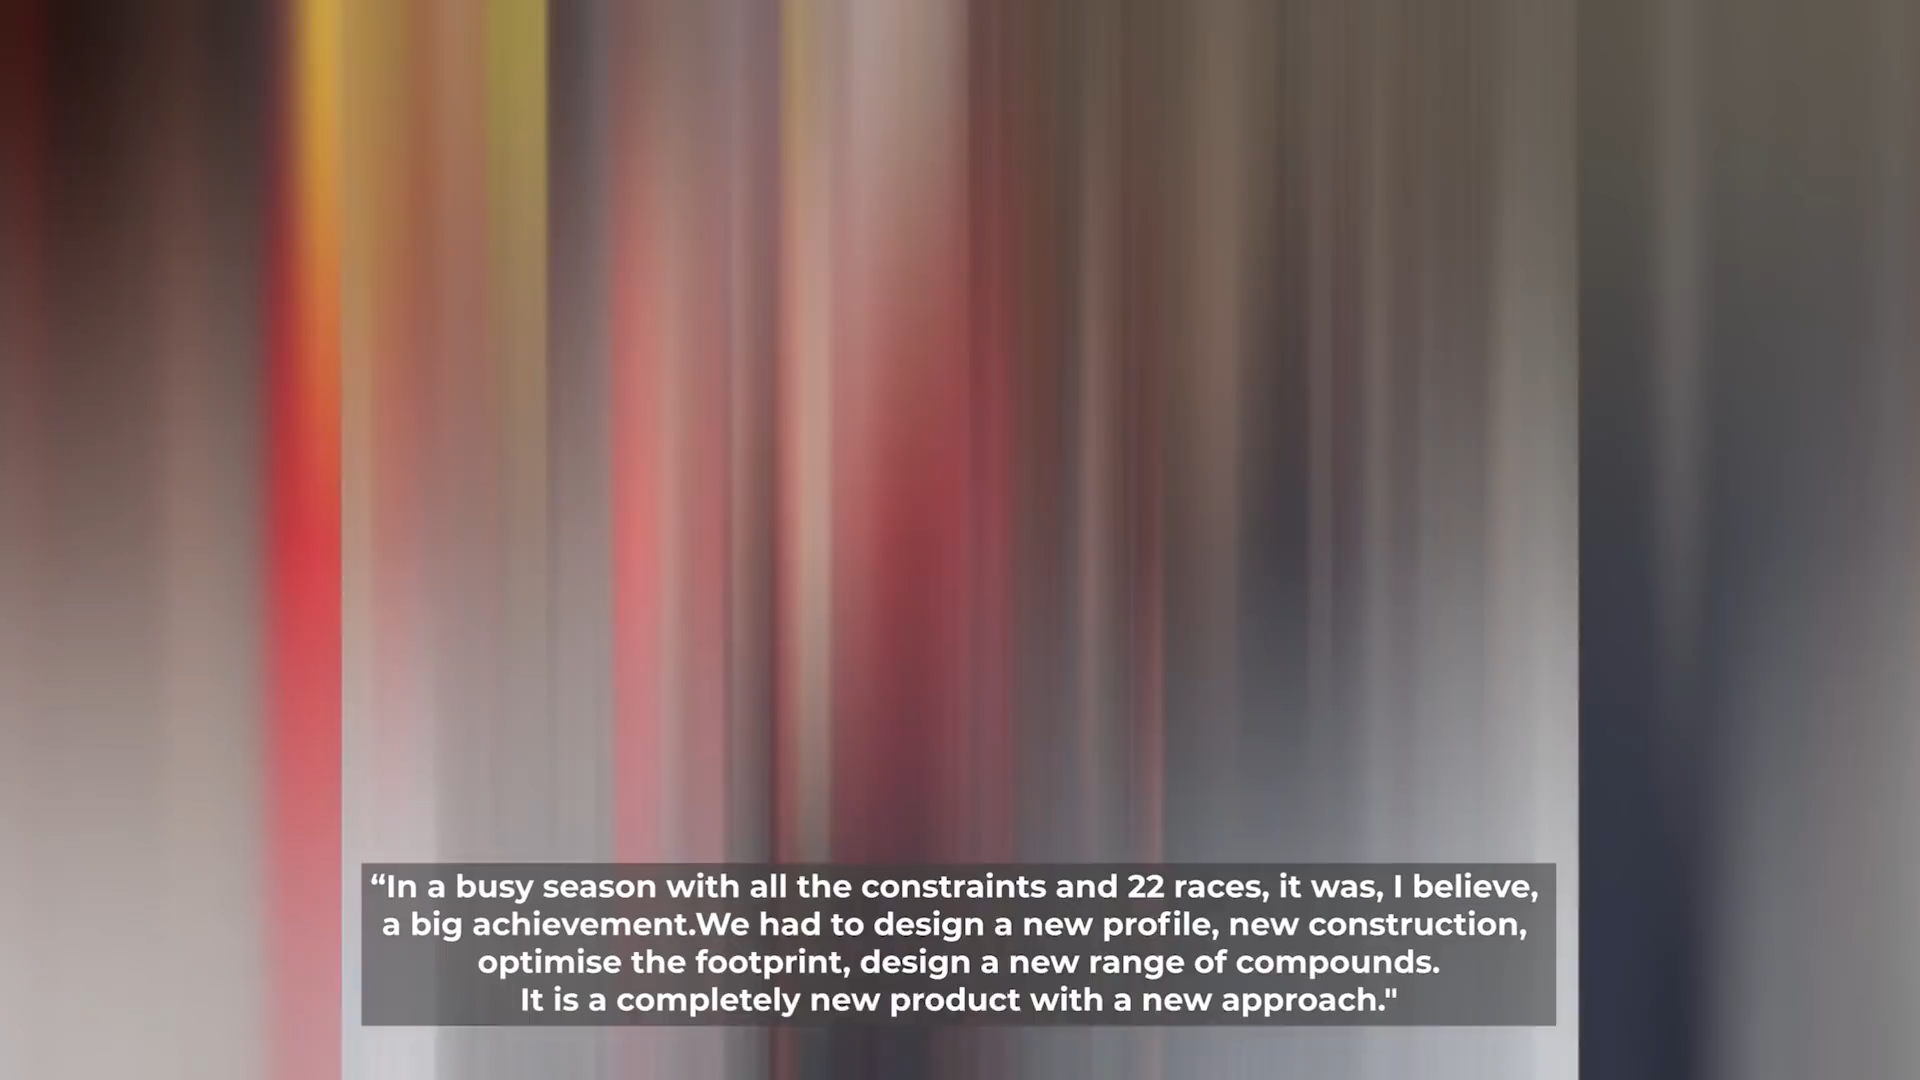 “In a busy season with all the constraints and 22 races, it was, I believe,
a big achievement.We had to design a new profile, new construction,
optimise the footprint, design a new range of compounds.
It is a completely new product with a new approach."